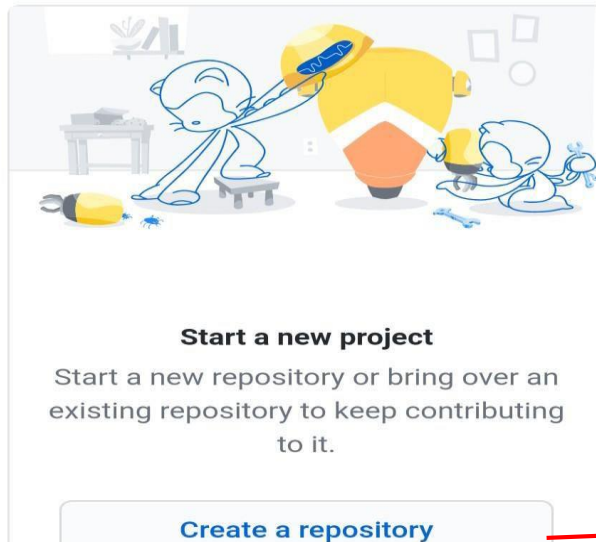 Start a new project
Start a new repository or bring over an
existing repository to keep contributing
to it.
Create a repository